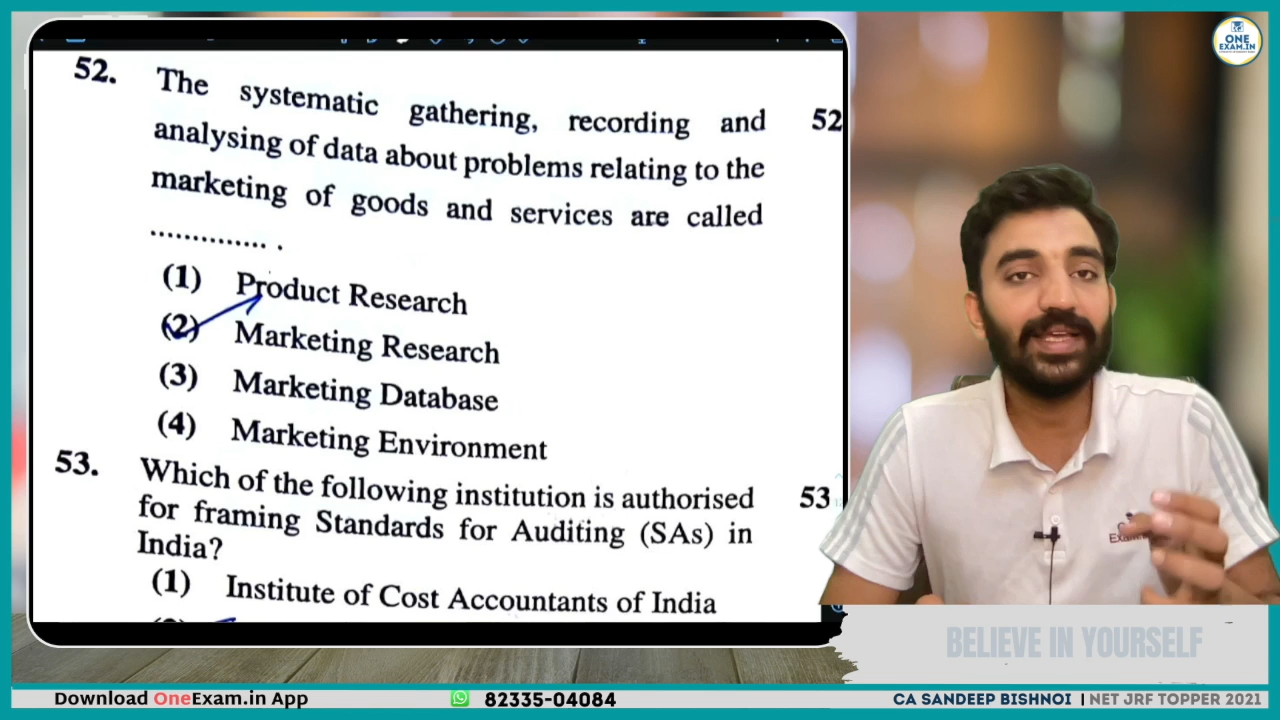 52. The systematic gathering, recording and 52
analysing of data about problems relating to the
marketing of goods and services are called
............... .
(1) Product Research
(2) Marketing Research
(3) Marketing Database
(4) Marketing Environment
53. Which of the following institution is authorised 53
for framing Standards for Auditing (SAs) in
India?
(1) Institute of Cost Accountants of India
ONE
EXAM.IN
BELIEVE IN YOURSELF
Download OneExam.in App
82335-04084
CA SANDEEP BISHNOI | NET JRF TOPPER 2021